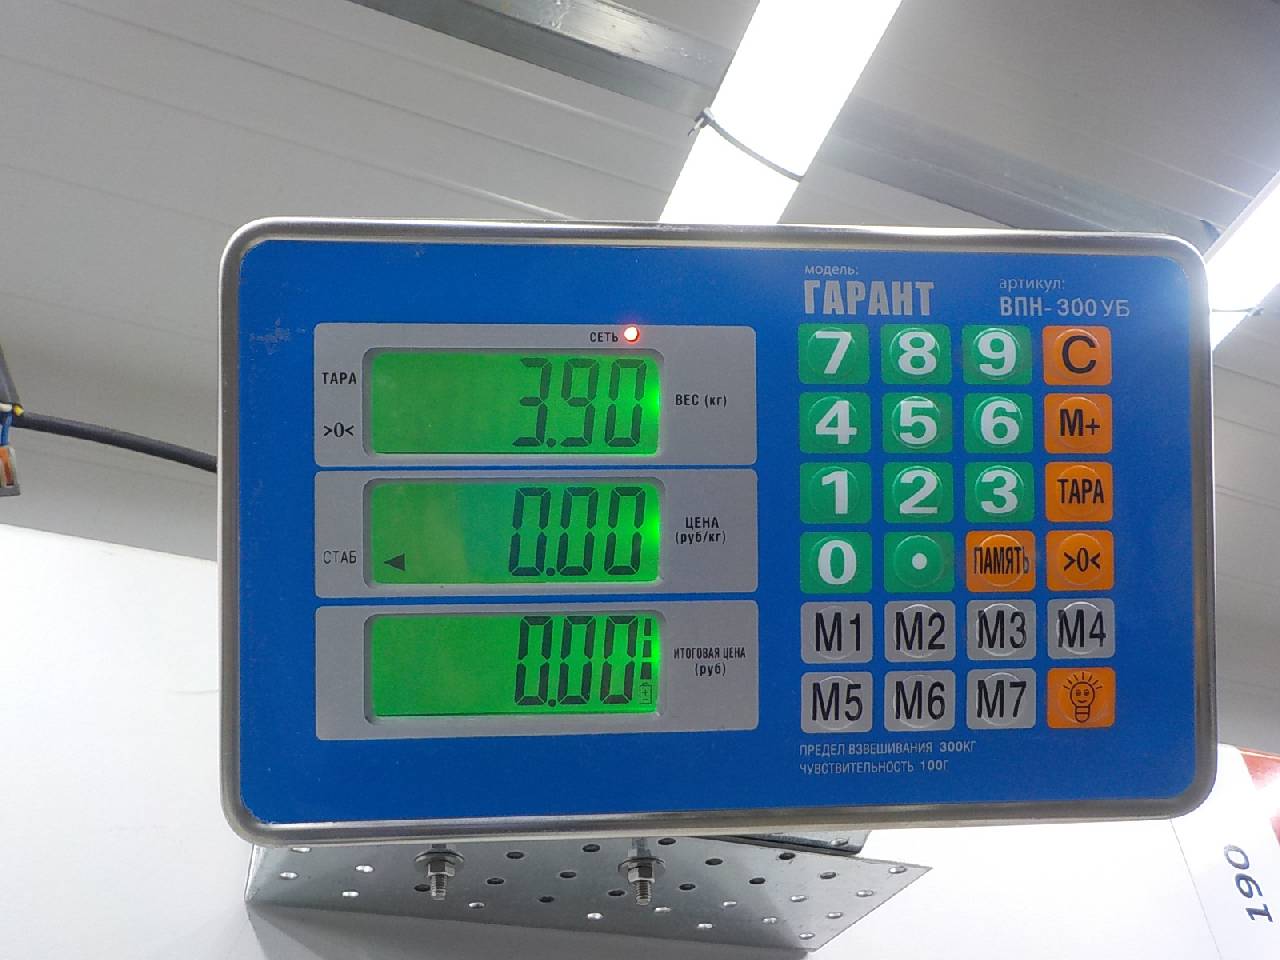 модель:
ГАРАНТ
артикул:
ВПН-300УБ
СЕТЬ
ТАРА
>0<
3.90
ВЕС (кг)
СТАБ
0.00
ЦЕНА
(руб/кг)
0.00
ИТОГОВАЯ ЦЕНА
(руб)
7 8 9 C
4 5 6 M+
1 2 3 ТАРА
0 • ПАМЯТЬ >0<
M1 M2 M3 M4
M5 M6 M7
ПРЕДЕЛ ВЗВЕШИВАНИЯ 300КГ
ЧУВСТВИТЕЛЬНОСТЬ 100Г
190